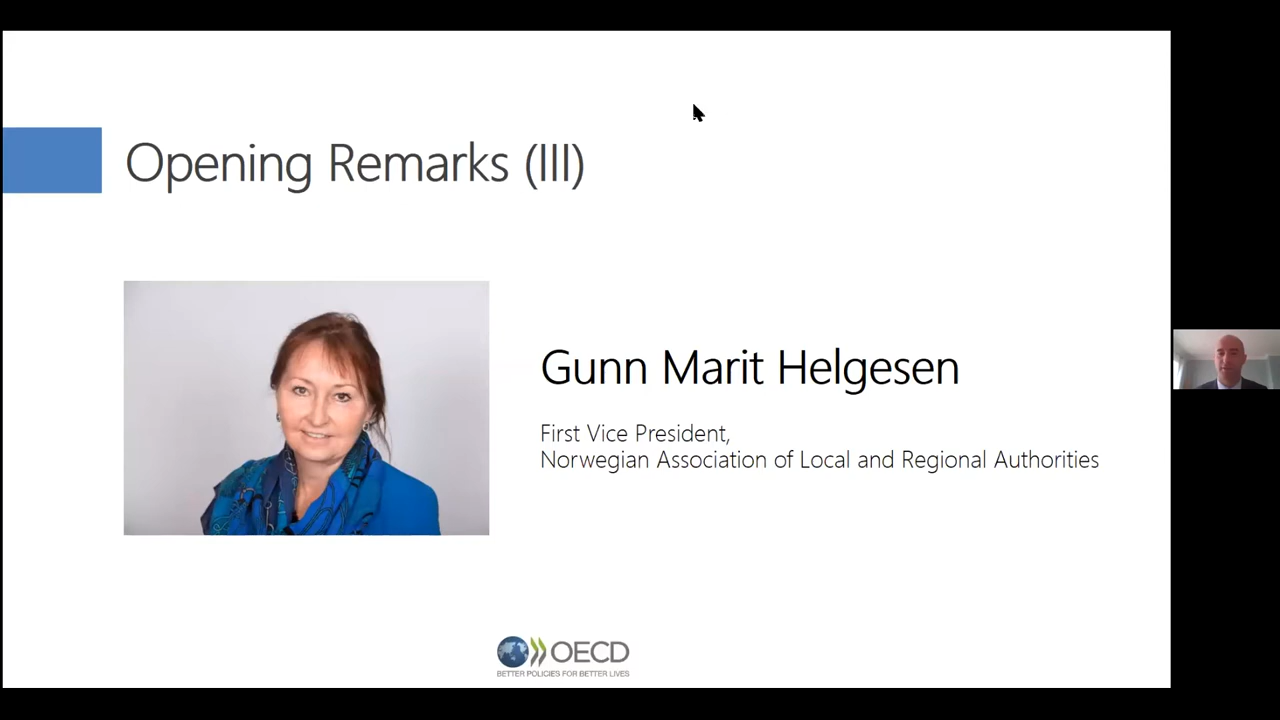 Opening Remarks (III)
Gunn Marit Helgesen
First Vice President,
Norwegian Association of Local and Regional Authorities
OECD
BETTER POLICIES FOR BETTER LIVES